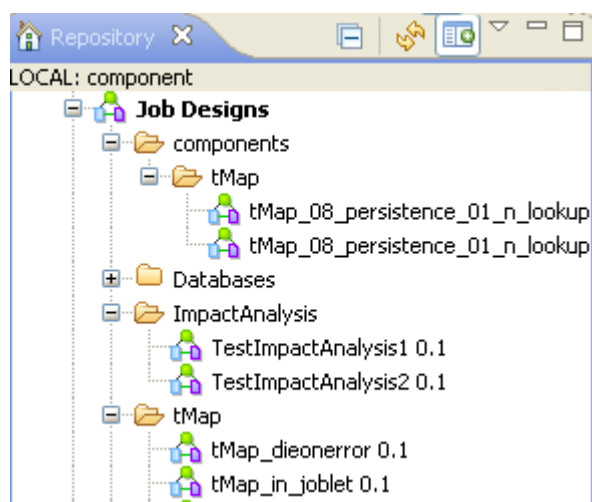 Repository
LOCAL: component
Job Designs
components
tMap
tMap_08_persistence_01_n_lookup
tMap_08_persistence_01_n_lookup
Databases
ImpactAnalysis
TestImpactAnalysis1 0.1
TestImpactAnalysis2 0.1
tMap
tMap_dieonerror 0.1
tMap_in_joblet 0.1